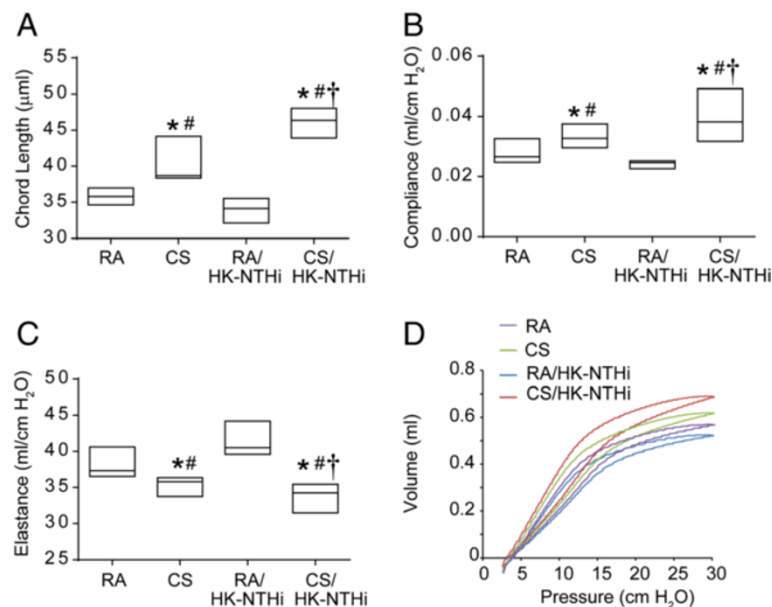 A
Chord Length (µml)
55
50
45
40
35
30
* #
* #†
RA
CS
RA/
HK-NTHi
CS/
HK-NTHi
B
Compliance (ml/cm H₂O)
0.06
0.04
0.02
0.00
* #
* #†
RA
CS
RA/
HK-NTHi
CS/
HK-NTHi
C
Elastance (ml/cm H₂O)
50
45
40
35
30
25
*#
* #†
RA
CS
RA/
HK-NTHi
CS/
HK-NTHi
D
RA
CS
RA/HK-NTHi
CS/HK-NTHi
Volume (ml)
0.8
0.6
0.4
0.2
0
0 5 10 15 20 25 30
Pressure (cm H₂O)